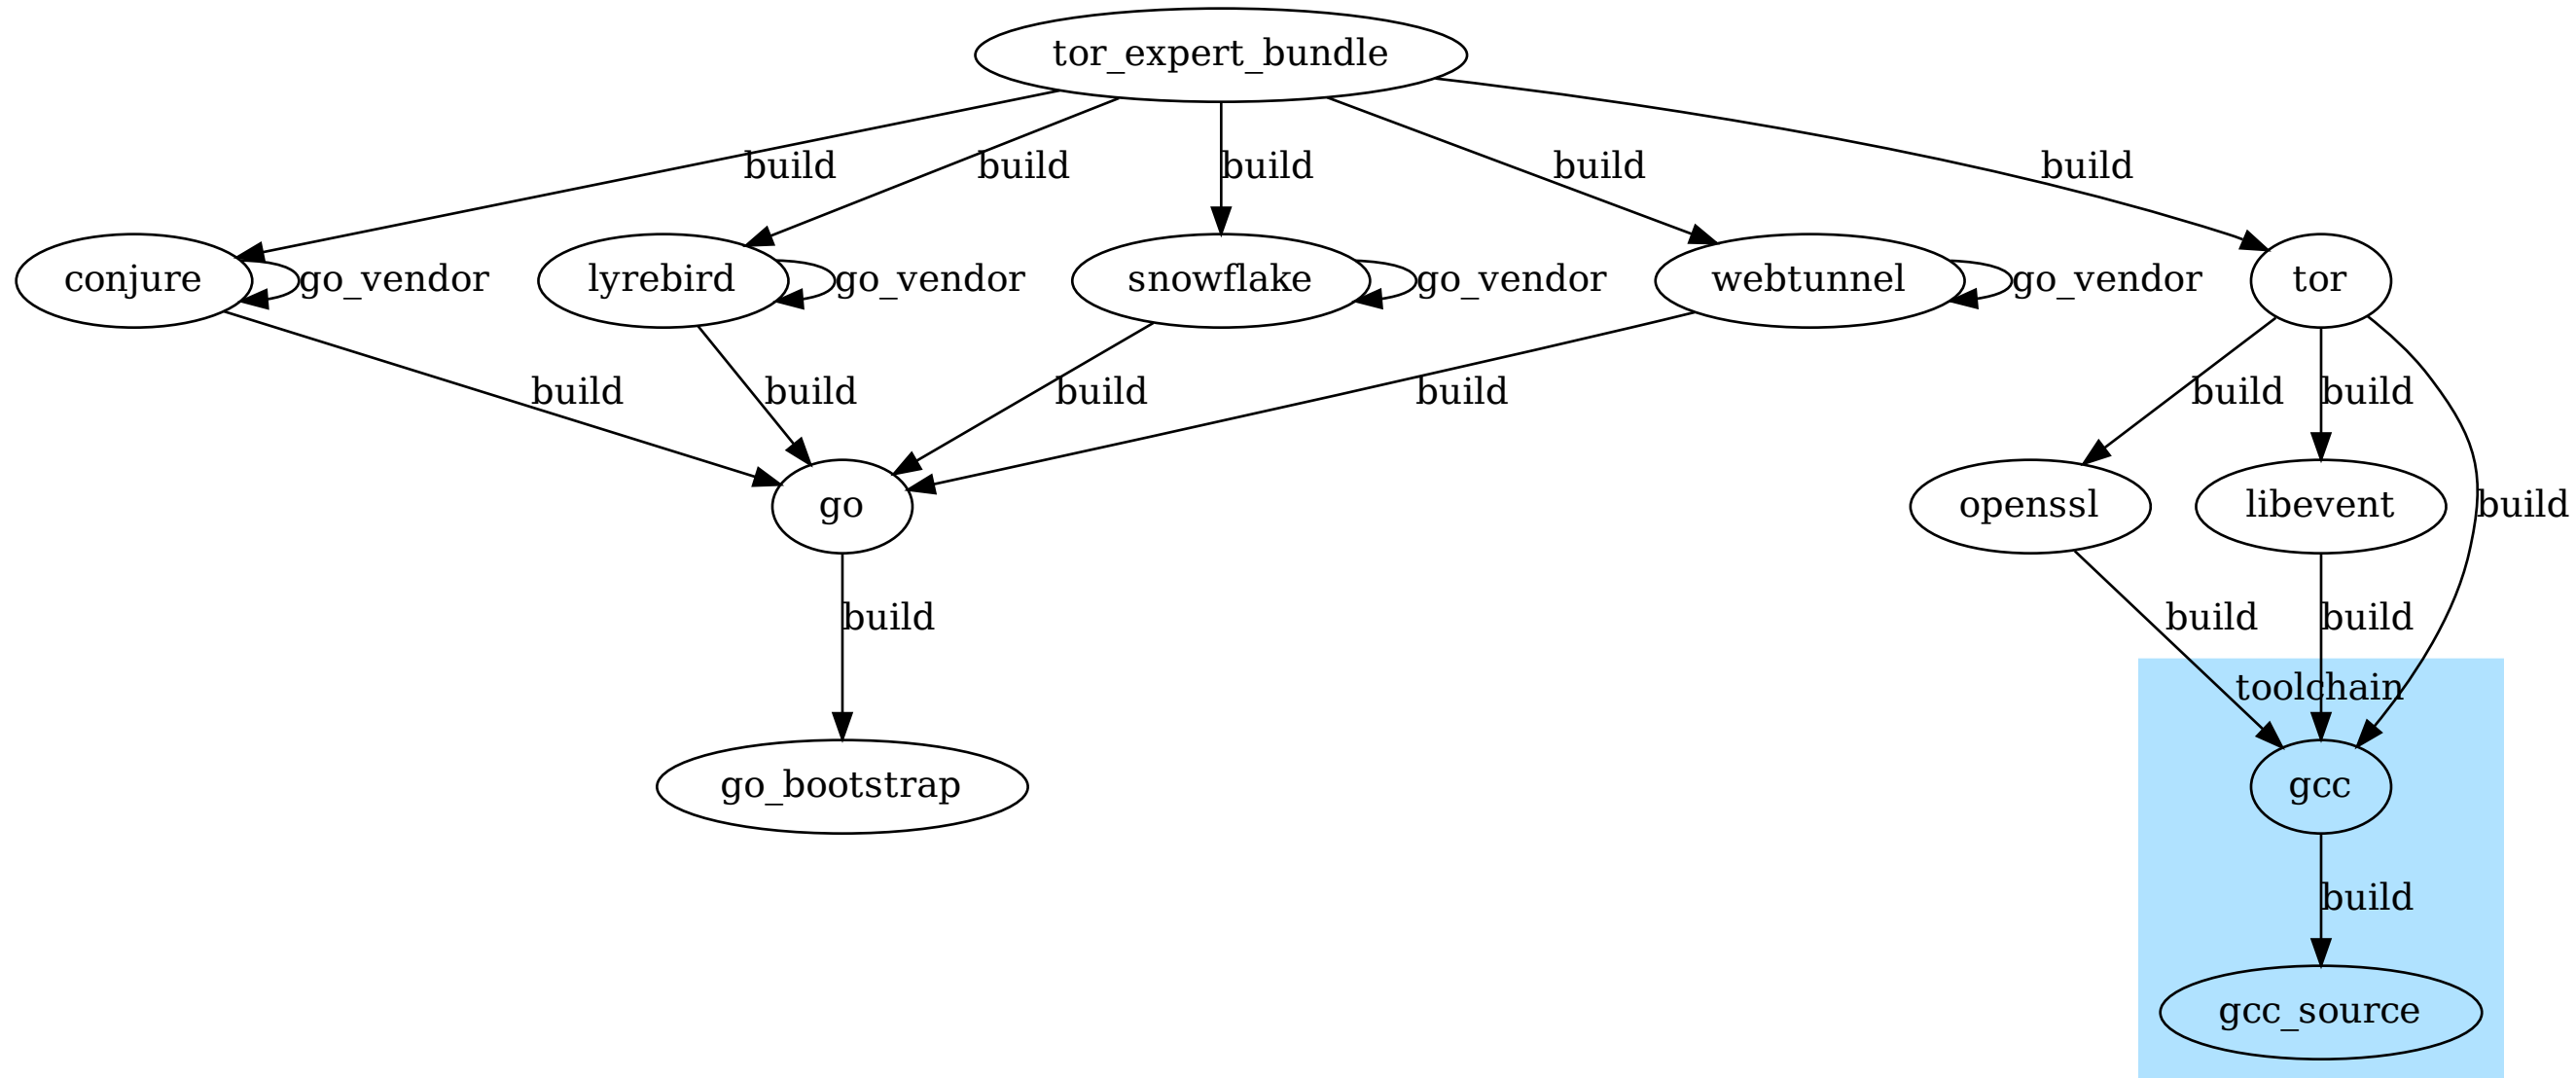 tor_expert_bundle
build
build
build
build
build
conjure
go_vendor
lyrebird
go_vendor
snowflake
go_vendor
webtunnel
go_vendor
tor
build
build
build
build
build
build
go
openssl
libevent
build
build
build
build
toolchain
go_bootstrap
gcc
build
gcc_source